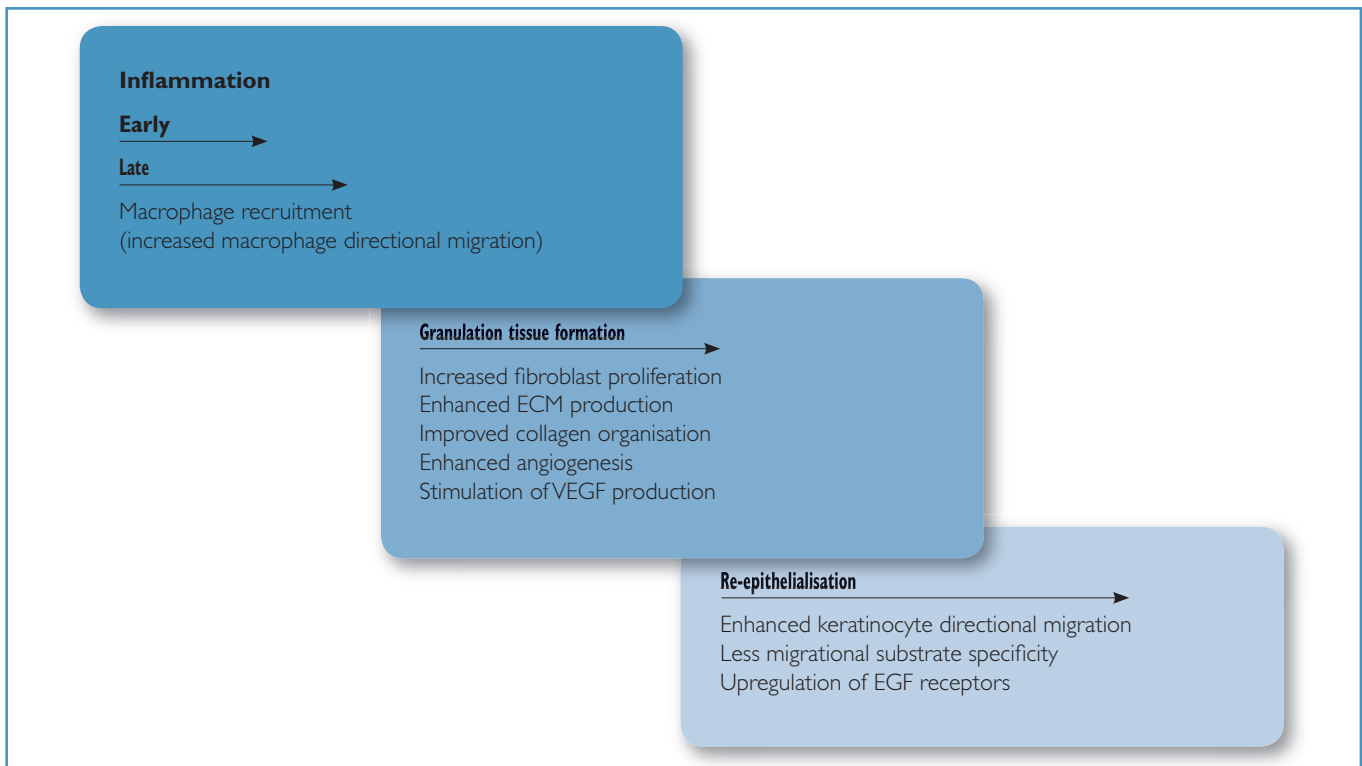 Inflammation
Early
Late
Macrophage recruitment
(increased macrophage directional migration)
Granulation tissue formation
Increased fibroblast proliferation
Enhanced ECM production
Improved collagen organisation
Enhanced angiogenesis
Stimulation of VEGF production
Re-epithelialisation
Enhanced keratinocyte directional migration
Less migrational substrate specificity
Upregulation of EGF receptors